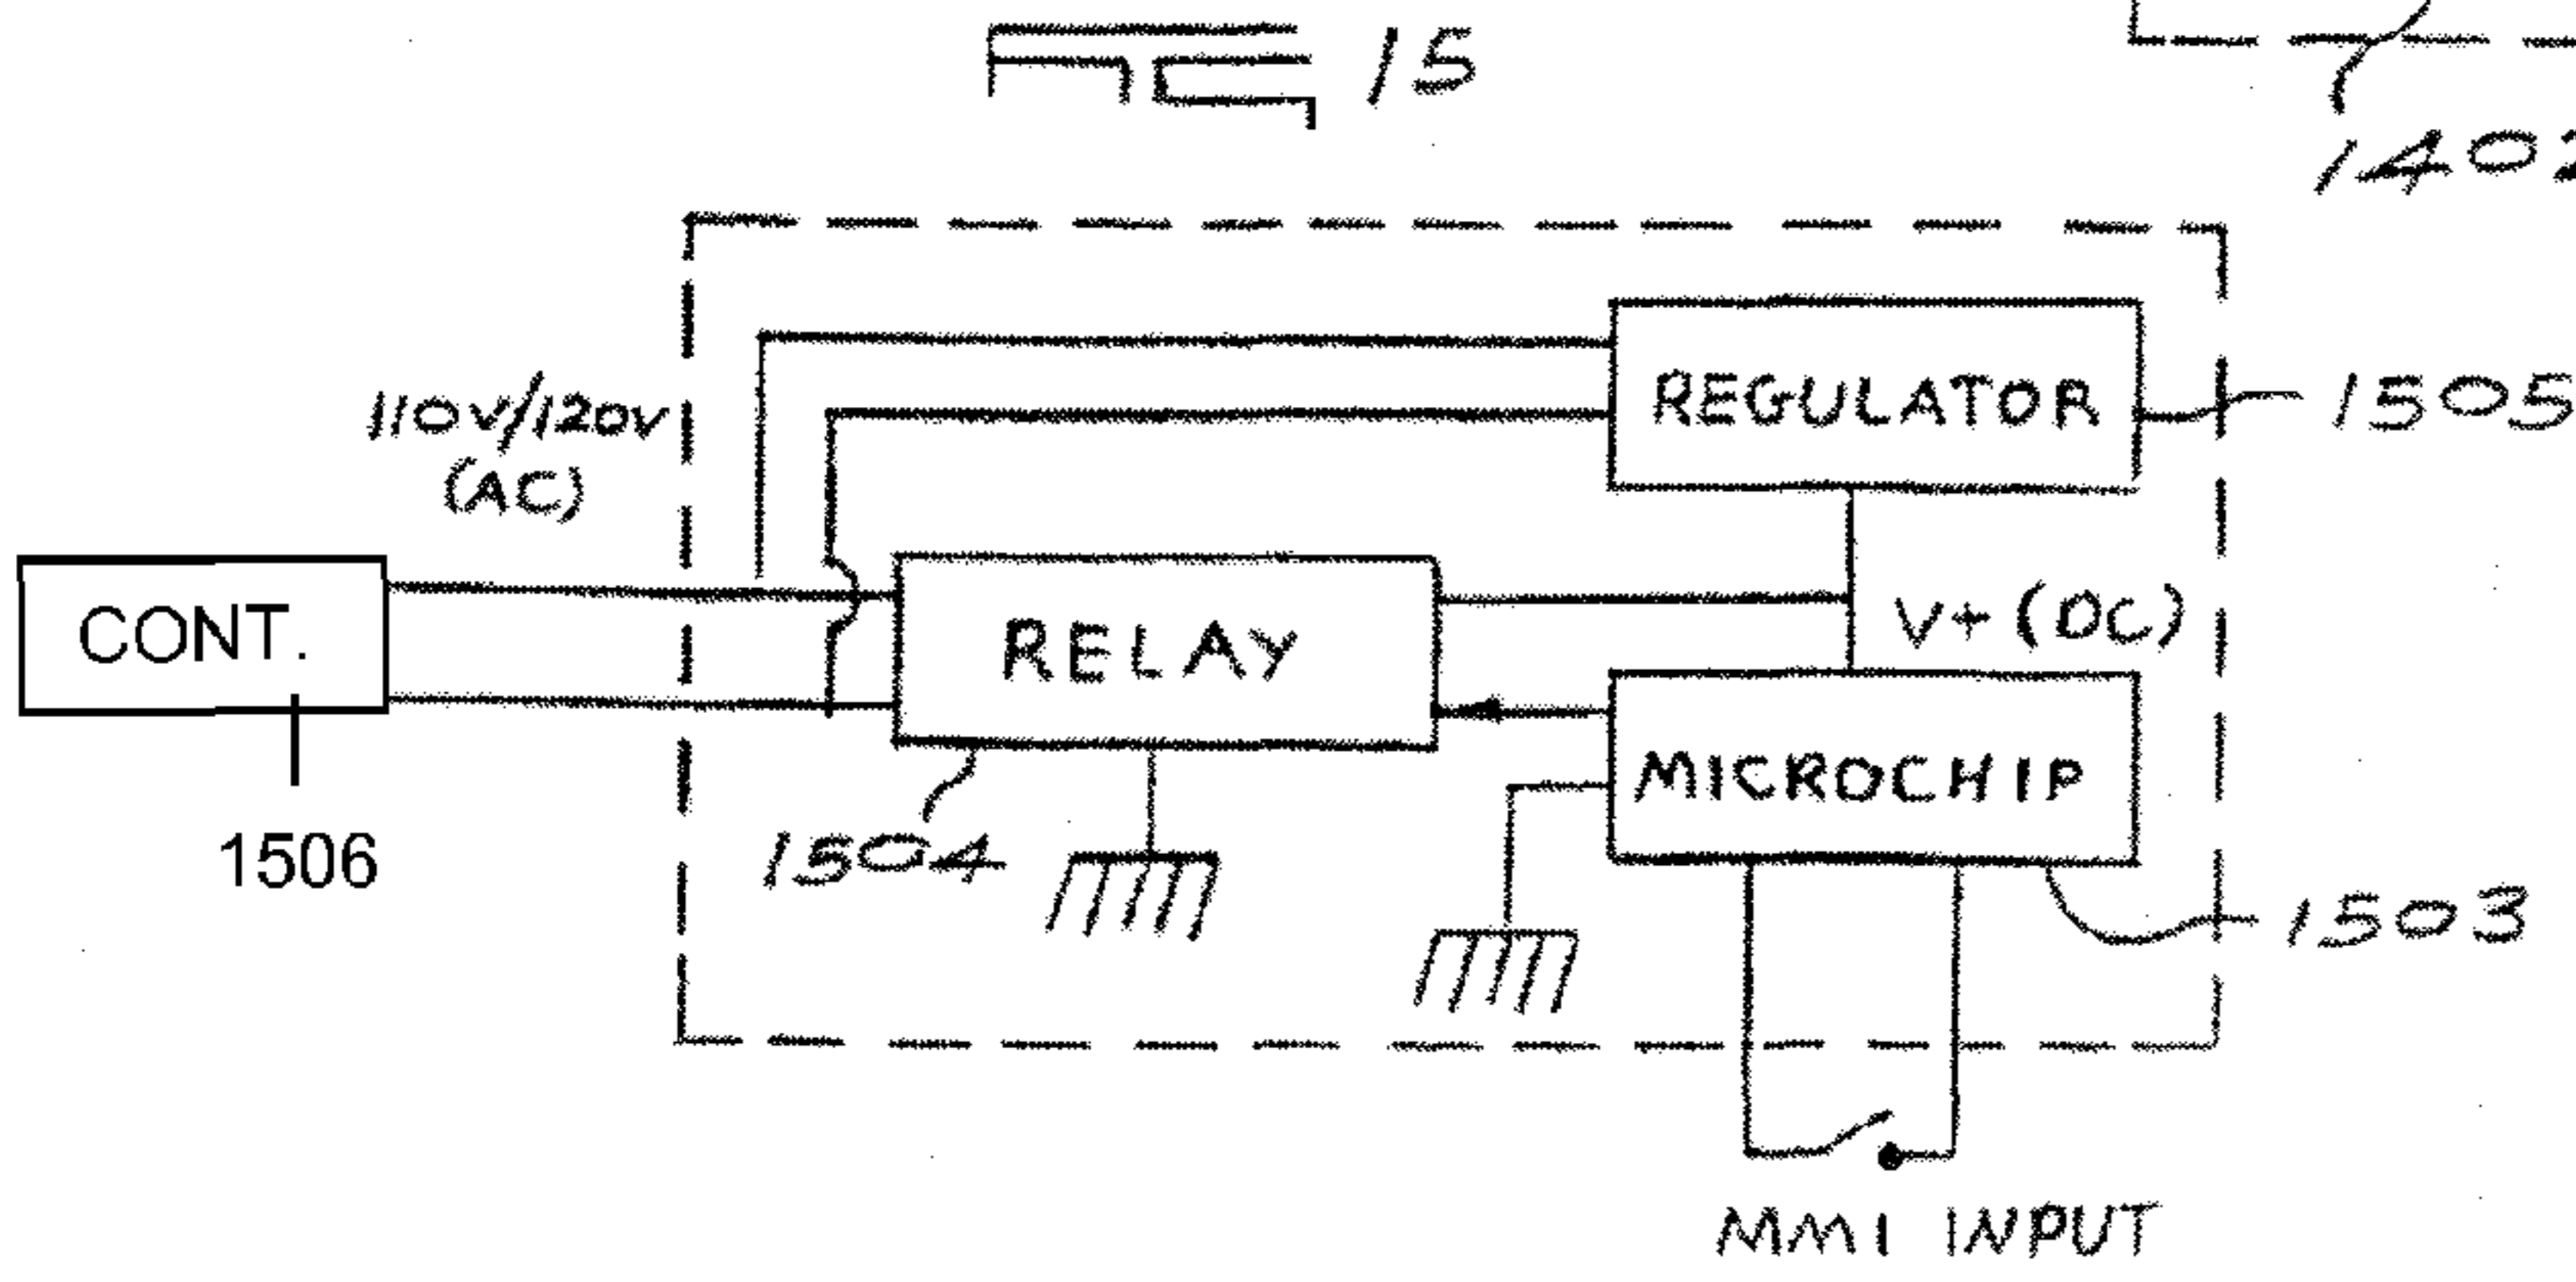 FIG 15
1402
110V/120V
(AC)
REGULATOR
1505
CONT.
RELAY
V+ (DC)
MICROCHIP
1506
1504
1503
MMI INPUT